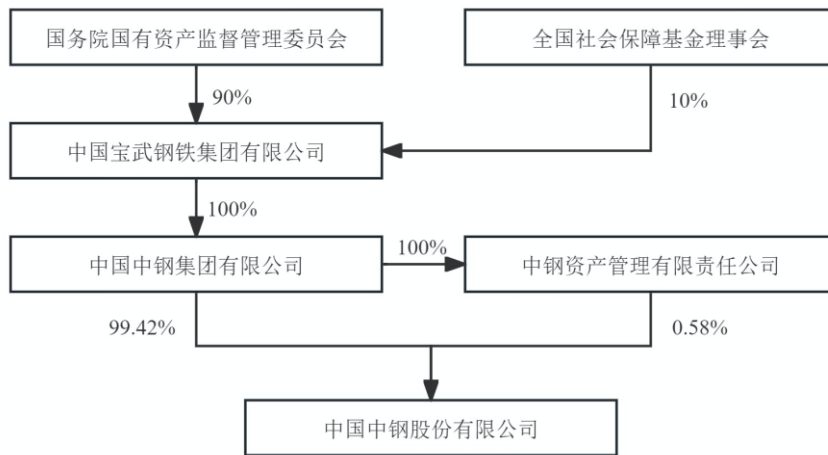 国务院国有资产监督管理委员会
全国社会保障基金理事会
90%
10%
中国宝武钢铁集团有限公司
100%
中国中钢集团有限公司
100%
中钢资产管理有限责任公司
99.42%
0.58%
中国中钢股份有限公司